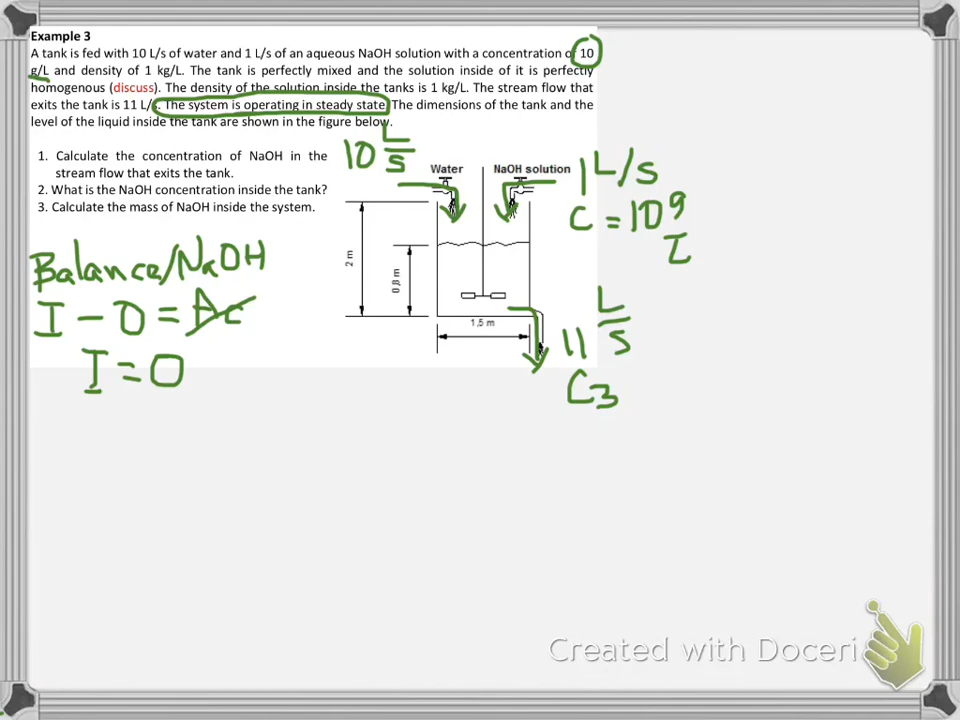 Example 3
A tank is fed with 10 L/s of water and 1 L/s of an aqueous NaOH solution with a concentration of 10
g/L and density of 1 kg/L. The tank is perfectly mixed and the solution inside of it is perfectly
homogenous (discuss). The density of the solution inside the tanks is 1 kg/L. The stream flow that
exits the tank is 11 L/s. The system is operating in steady state. The dimensions of the tank and the
level of the liquid inside the tank are shown in the figure below.
1. Calculate the concentration of NaOH in the
stream flow that exits the tank.
2. What is the NaOH concentration inside the tank?
3. Calculate the mass of NaOH inside the system.
10 L/s
Water
NaOH solution
1 L/s
C = 10 g/L
2 m
0,8 m
1,5 m
11 L/s
C3
Balance/NaOH
I - O = Ac
I = O
Created with Doceri